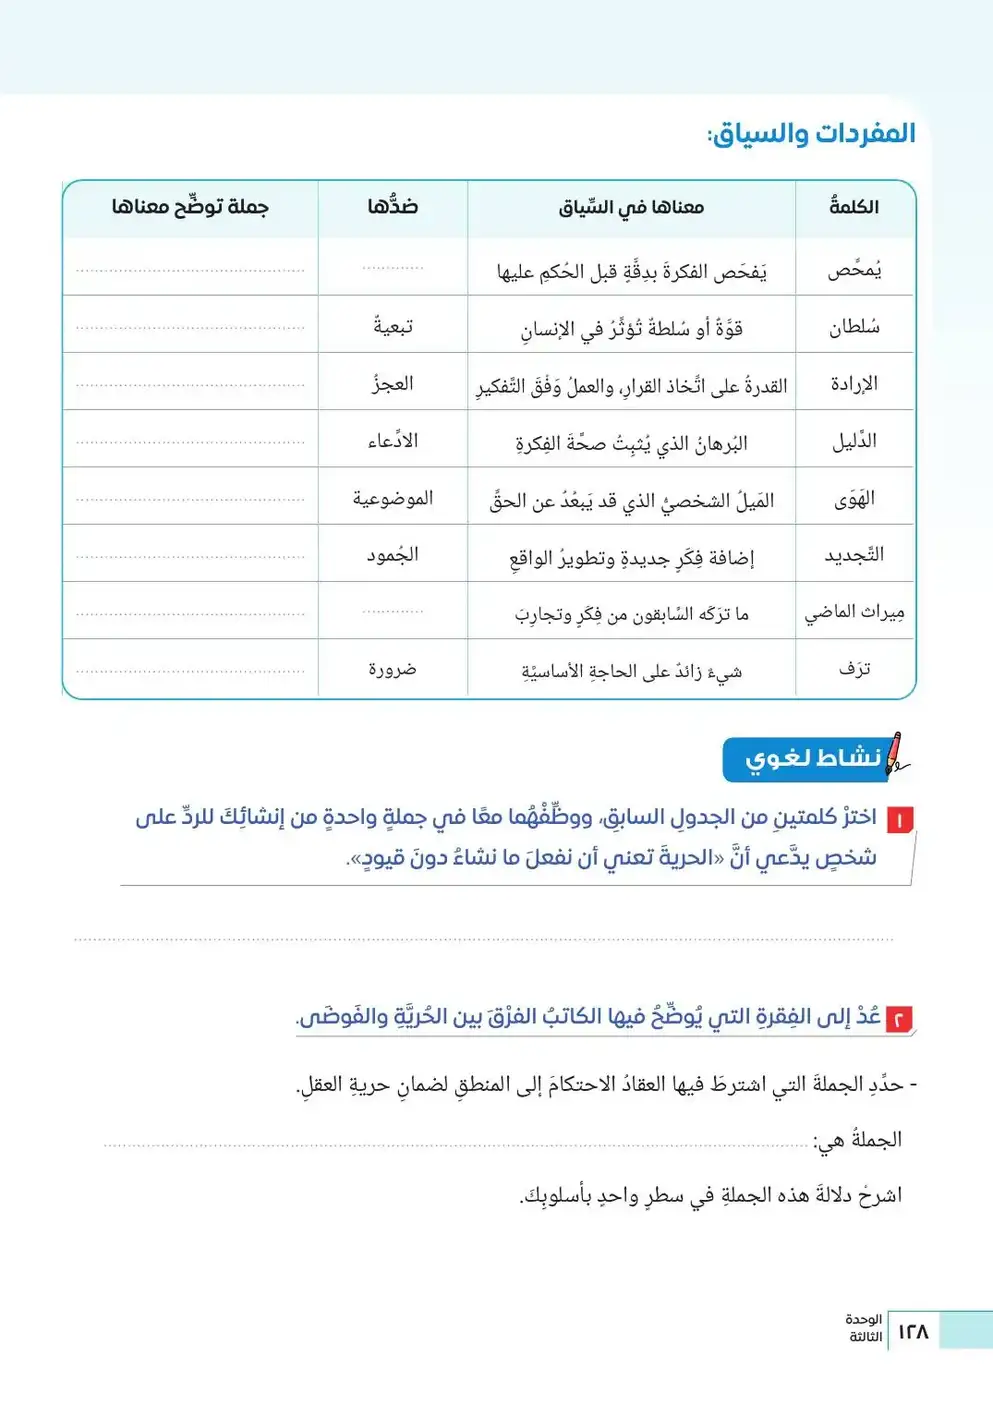 المفردات والسياق:
الكلمةُ معناها في السِّياق ضدُّها جملة توضِّح معناها
يُمحَّص يَفحَص الفكرةَ بدِقَّةٍ قبل الحُكمِ عليها ............ ........................................
سُلطان قوَّةٌ أو سُلطةٌ تُؤثِّرُ في الإنسانِ تبعيةٌ ........................................
الإرادة القدرةُ على اتِّخاذ القرارِ، والعملُ وَفْقَ التَّفكيرِ العجزُ ........................................
الدَّليل البُرهانُ الذي يُثبِتُ صحَّةَ الفِكرةِ الادِّعاء ........................................
الهَوَى المَيلُ الشخصيُّ الذي قد يَبعُدُ عن الحقِّ الموضوعية ........................................
التَّجديد إضافة فِكَرٍ جديدةٍ وتطويرُ الواقعِ الجُمود ........................................
مِيراث الماضي ما ترَكَه السَّابقون من فِكَرٍ وتجارِبَ ............ ........................................
ترَف شيءٌ زائدٌ على الحاجةِ الأساسيَّةِ ضرورة ........................................
نشاط لغوي
١ اخترْ كلمتينِ من الجدولِ السابقِ، ووظِّفْهُما معًا في جملةٍ واحدةٍ من إنشائِكَ للردِّ على
شخصٍ يدَّعي أنَّ «الحريةَ تعني أن نفعلَ ما نشاءُ دونَ قيودٍ».
٢ عُدْ إلى الفِقرةِ التي يُوضِّحُ فيها الكاتبُ الفرْقَ بين الحُريَّةِ والفَوضَى.
- حدِّدِ الجملةَ التي اشترطَ فيها العقادُ الاحتكامَ إلى المنطقِ لضمانِ حريةِ العقلِ.
الجملةُ هي: ........................................
اشرحْ دلالةَ هذه الجملةِ في سطرٍ واحدٍ بأسلوبِكَ.
الوحدة
الثالثة
١٢٨